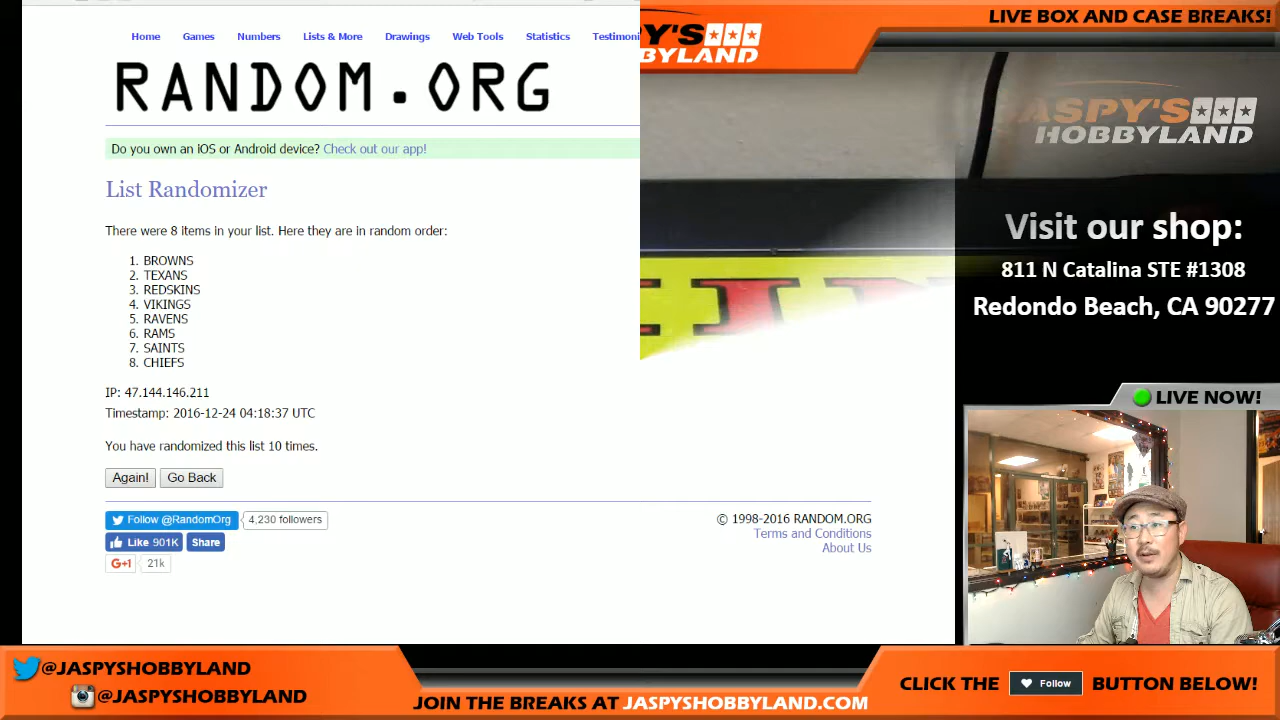 Home Games Numbers Lists & More Drawings Web Tools Statistics Testimoni
RANDOM.ORG
Do you own an iOS or Android device? Check out our app!
List Randomizer
There were 8 items in your list. Here they are in random order:
1. BROWNS
2. TEXANS
3. REDSKINS
4. VIKINGS
5. RAVENS
6. RAMS
7. SAINTS
8. CHIEFS
IP: 47.144.146.211
Timestamp: 2016-12-24 04:18:37 UTC
You have randomized this list 10 times.
Again! Go Back
Follow @RandomOrg 4,230 followers
Like 901K Share
G+1 21k
© 1998-2016 RANDOM.ORG
Terms and Conditions
About Us
PY'S
BYLAND
LIVE BOX AND CASE BREAKS!
JASPY'S
HOBBYLAND
Visit our shop:
811 N Catalina STE #1308
Redondo Beach, CA 90277
LIVE NOW!
@JASPYSHOBBYLAND
@JASPYSHOBBYLAND
JOIN THE BREAKS AT JASPYSHOBBYLAND.COM
CLICK THE Follow BUTTON BELOW!